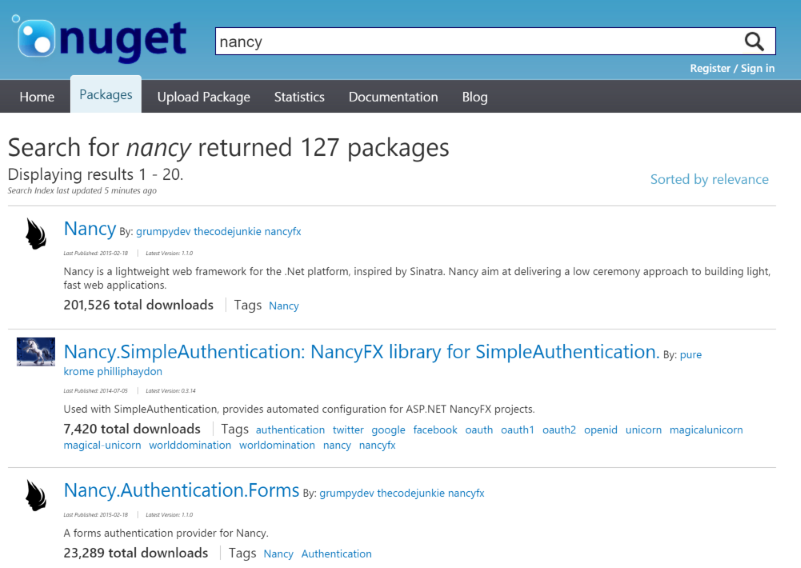 nuget
nancy
Register / Sign in
Home Packages Upload Package Statistics Documentation Blog
Search for nancy returned 127 packages
Displaying results 1 - 20.
Sorted by relevance
Search Index last updated 5 minutes ago
Nancy By: grumpydev thecodejunkie nancyfx
Last Published: 2015-02-18 | Latest Version: 1.1.0
Nancy is a lightweight web framework for the .Net platform, inspired by Sinatra. Nancy aim at delivering a low ceremony approach to building light,
fast web applications.
201,526 total downloads | Tags Nancy
Nancy.SimpleAuthentication: NancyFX library for SimpleAuthentication. By: pure
krome philliphaydon
Last Published: 2014-07-05 | Latest Version: 0.3.14
Used with SimpleAuthentication, provides automated configuration for ASP.NET NancyFX projects.
7,420 total downloads | Tags authentication twitter google facebook oauth oauth1 oauth2 openid unicorn magicalunicorn
magical-unicorn worlddomination worldomination nancy nancyfx
Nancy.Authentication.Forms By: grumpydev thecodejunkie nancyfx
Last Published: 2015-02-18 | Latest Version: 1.1.0
A forms authentication provider for Nancy.
23,289 total downloads | Tags Nancy Authentication